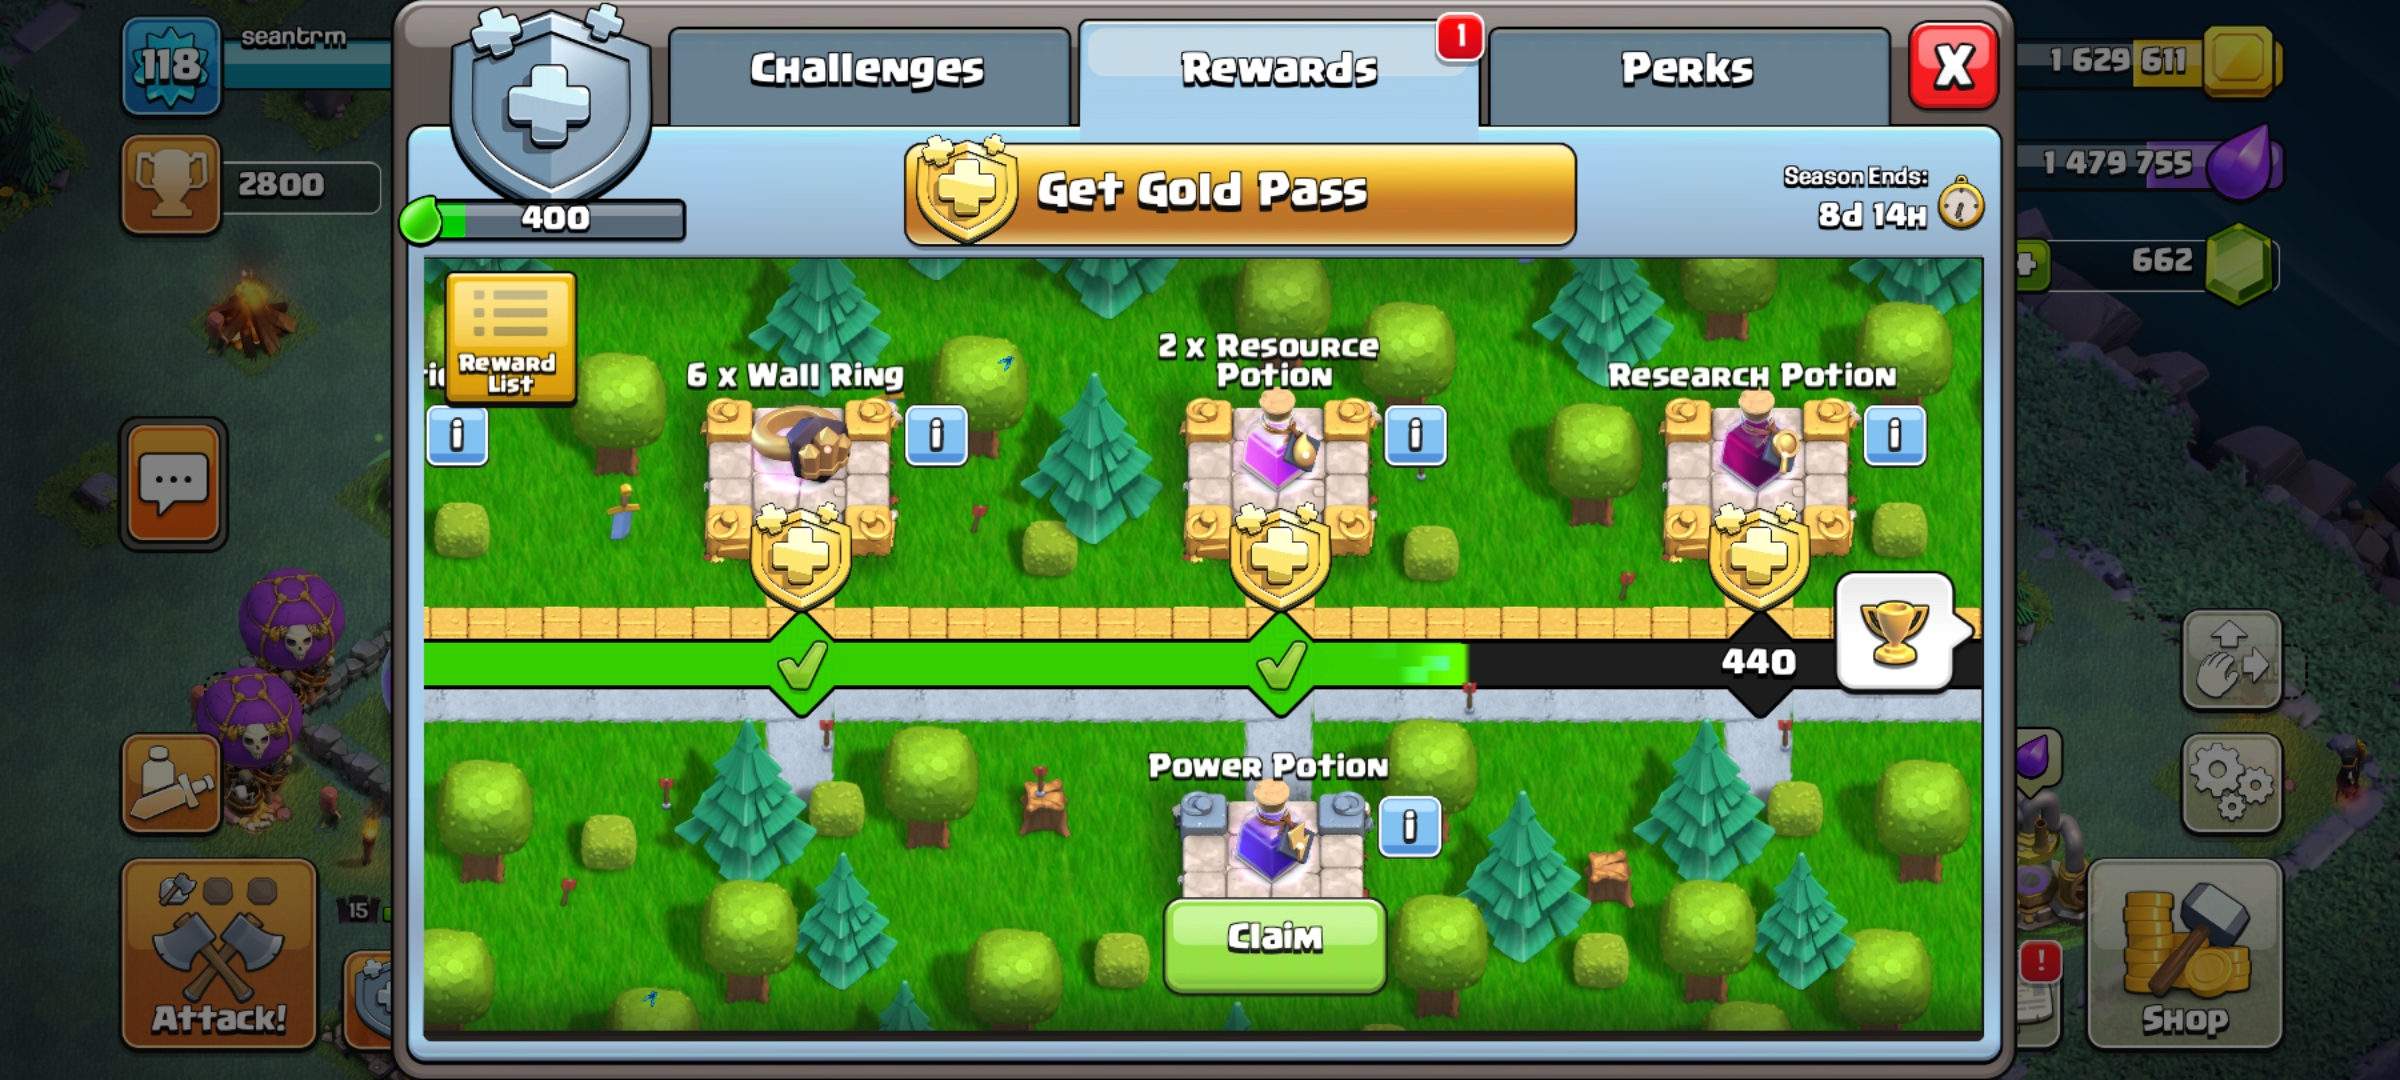 118
seantrm
2800
Challenges
Rewards
1
Perks
X
1 629 611
1 479 755
662
400
Get Gold Pass
Season Ends:
8d 14H
Reward
List
6 x Wall Ring
2 x Resource
Potion
Research Potion
i
i
i
i
440
Power Potion
i
Claim
15
Attack!
!
Shop